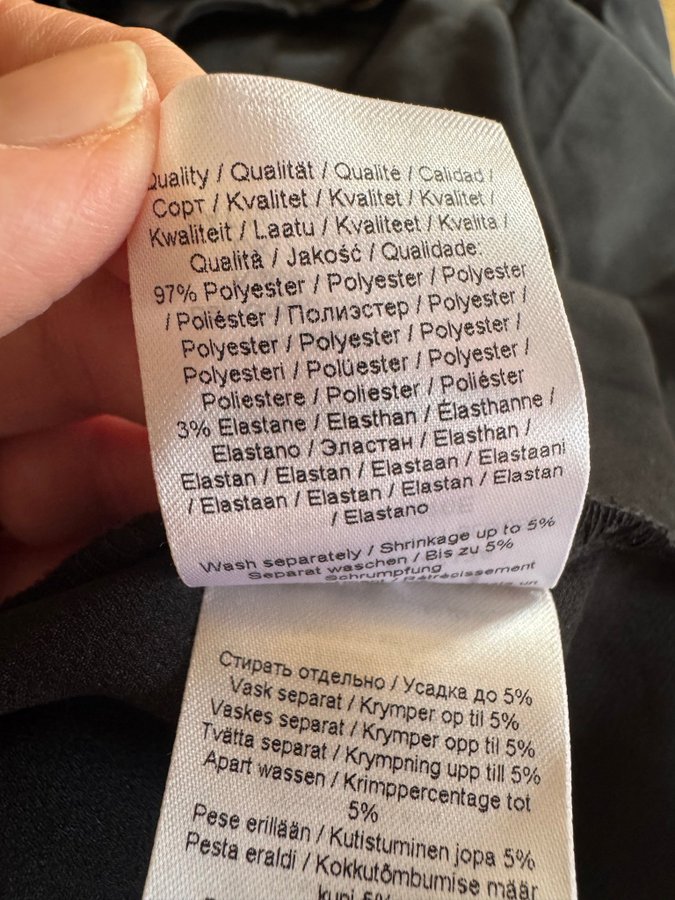 Quality / Qualität / Qualité / Calidad /
Сорт / Kvalitet / Kvalitet / Kvalitet /
Kwaliteit / Laatu / Kvaliteet / Kvalita /
Qualità / Jakość / Qualidade:
97% Polyester / Polyester / Polyester
/ Poliéster / Полиэстер / Polyester /
Polyester / Polyester / Polyester /
Polyesteri / Polüester / Polyester /
Poliestere / Poliester / Poliéster
3% Elastane / Elasthan / Élasthanne /
Elastano / Эластан / Elasthan /
Elastan / Elastan / Elastaan / Elastaani
/ Elastaan / Elastan / Elastan / Elastan
/ Elastano
Wash separately / Shrinkage up to 5%
Separat waschen / Bis zu 5%
Schrumpfung
/ Rétrécissement
un
Стирать отдельно / Усадка до 5%
Vask separat / Krymper op til 5%
Vaskes separat / Krymper opp til 5%
Tvätta separat / Krympning upp till 5%
Apart wassen / Krimppercentage tot
5%
Pese erillään / Kutistuminen jopa 5%
Pesta eraldi / Kokkutõmbumise määr
kuni 5%